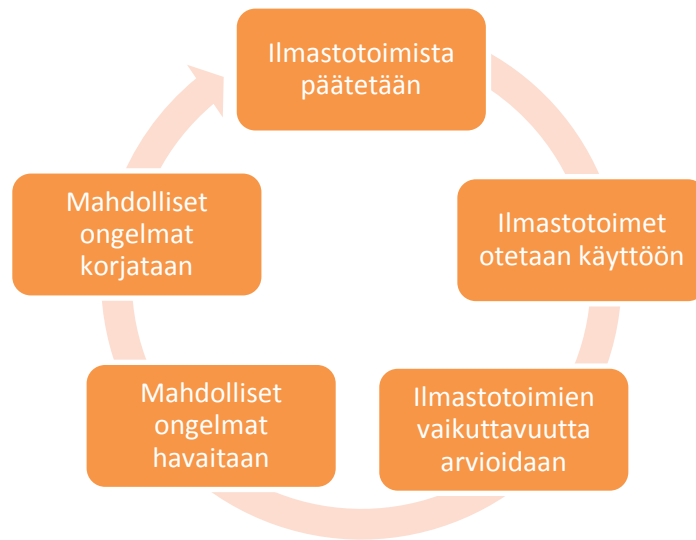 Ilmastotoimista
päätetään
Ilmastotoimet
otetaan käyttöön
Ilmastotoimien
vaikuttavuutta
arvioidaan
Mahdolliset
ongelmat
havaitaan
Mahdolliset
ongelmat
korjataan